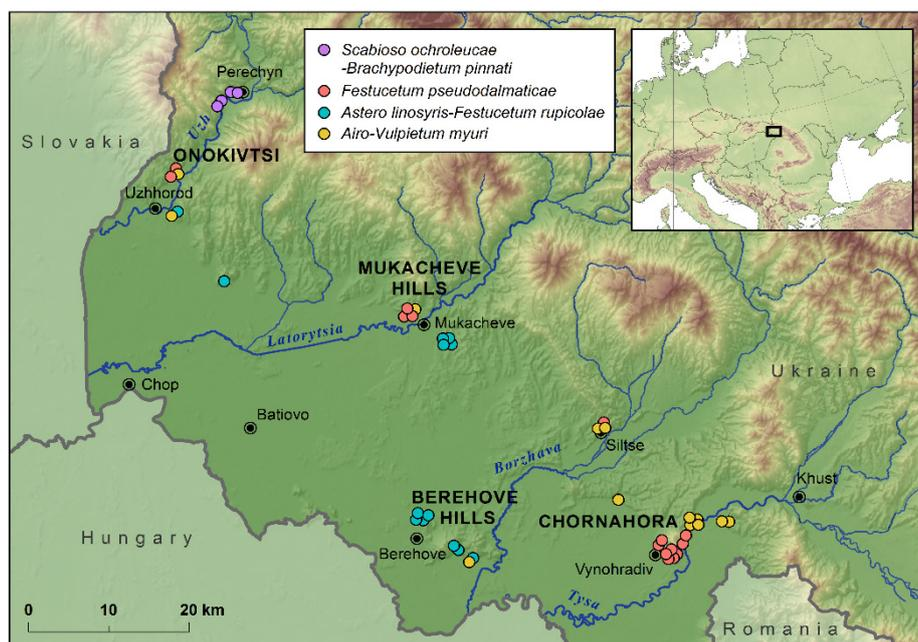 Scabioso ochroleucae
-Brachypodietum pinnati
Festucetum pseudodalmaticae
Astero linosyris-Festucetum rupicolae
Airo-Vulpietum myuri
Perechyn
Slovakia
Uzh
ONOKIVTSI
Uzhhorod
MUKACHEVE
HILLS
Latorytsia
Mukacheve
Chop
Ukraine
Batiovo
Siltse
Borzhava
Khust
BEREHOVE
HILLS
CHORNAHORA
Hungary
Berehove
Vynohradiv
Tysa
0 10 20 km
Romania